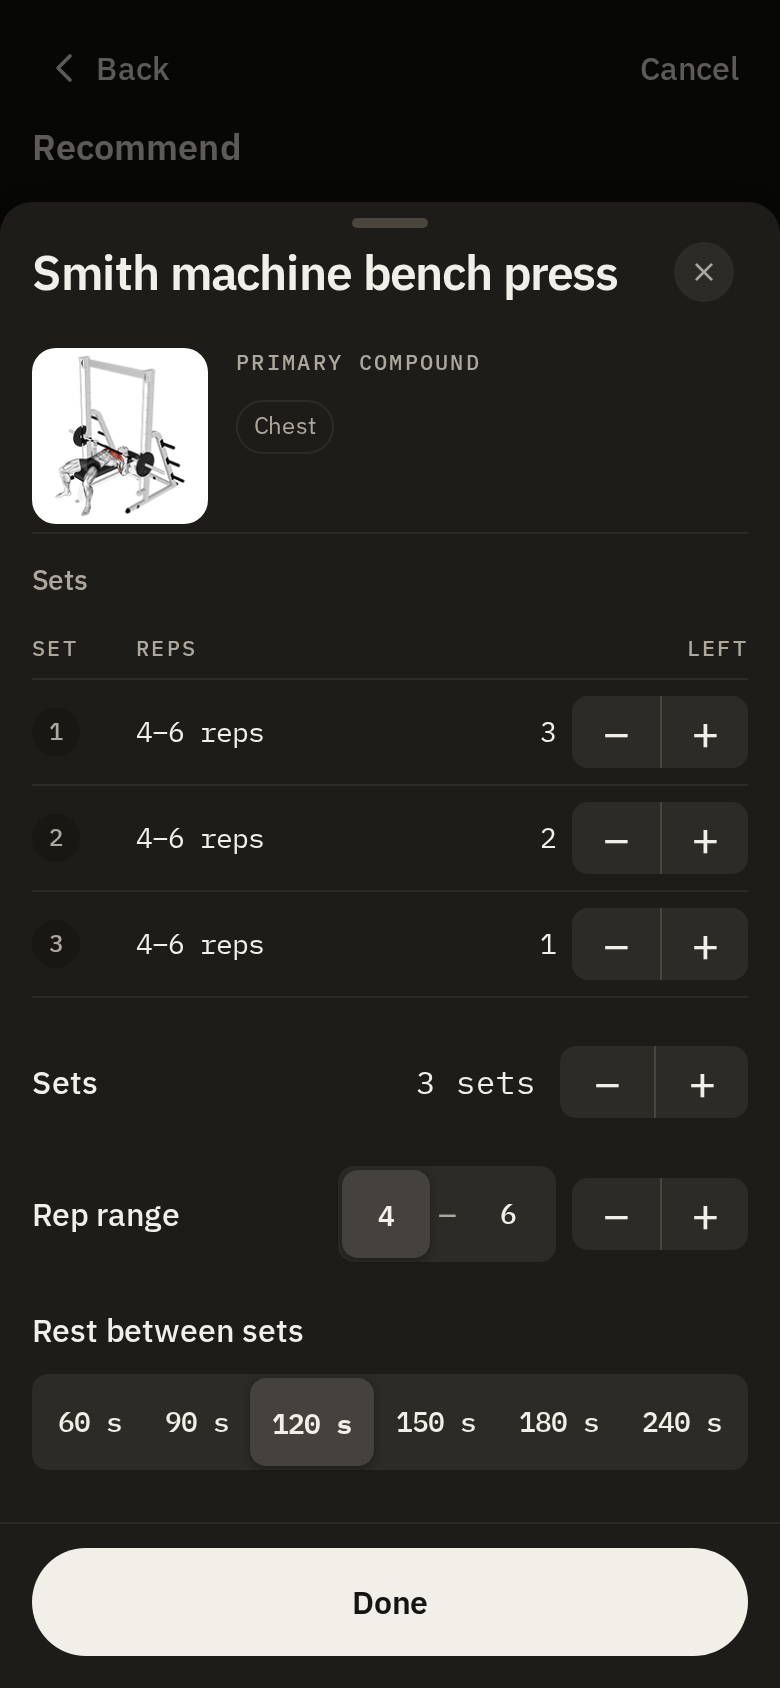 Back Cancel
Recommend
Smith machine bench press
PRIMARY COMPOUND
Chest
Sets
SET REPS LEFT
1 4–6 reps 3 − +
2 4–6 reps 2 − +
3 4–6 reps 1 − +
Sets 3 sets − +
Rep range 4 – 6 − +
Rest between sets
60 s 90 s 120 s 150 s 180 s 240 s
Done